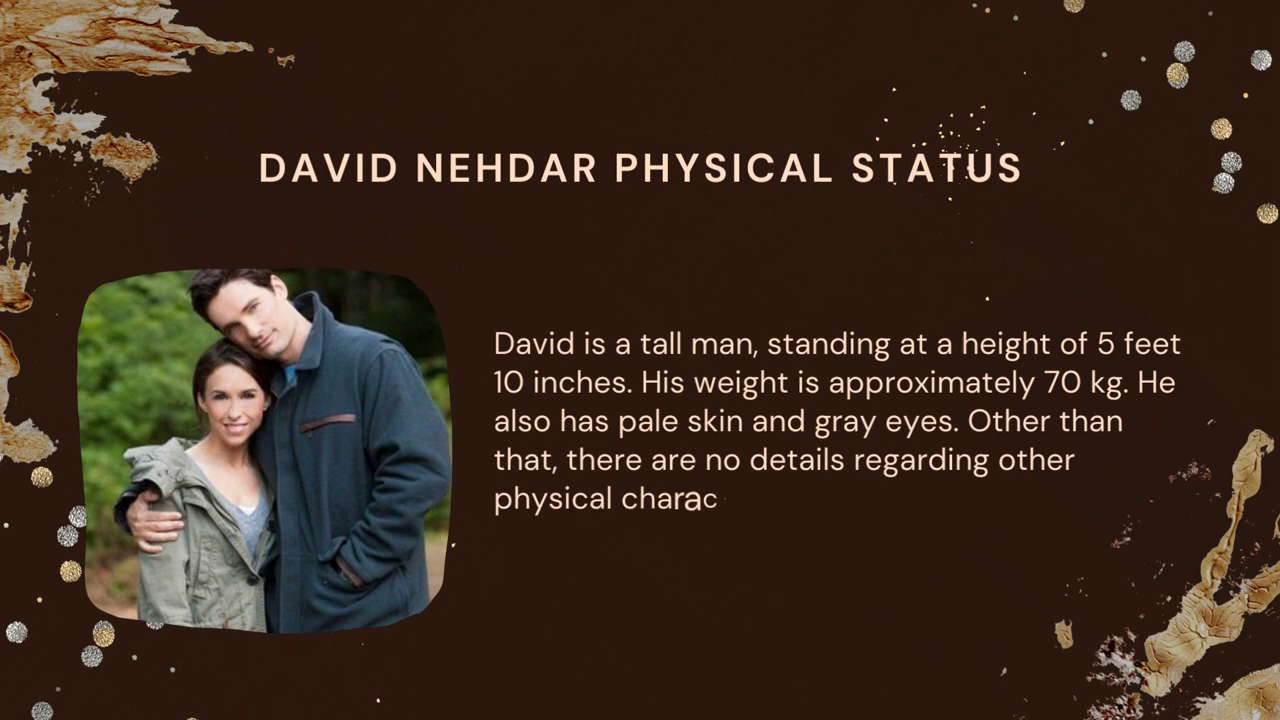 DAVID NEHDAR PHYSICAL STATUS
David is a tall man, standing at a height of 5 feet
10 inches. His weight is approximately 70 kg. He
also has pale skin and gray eyes. Other than
that, there are no details regarding other
physical charac